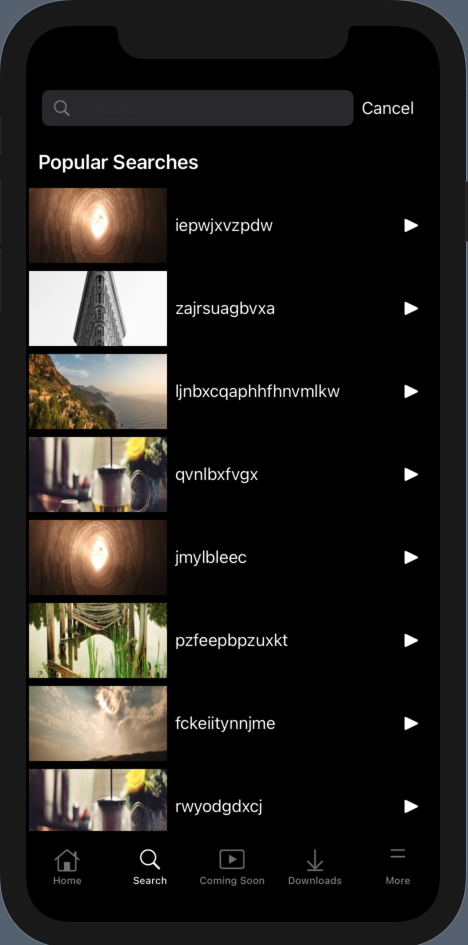 Search
Cancel
Popular Searches
iepwjxvzpdw
zajrsuagbvxa
ljnbxcqaphhfhnvmlkw
qvnlbxfvgx
jmylbleec
pzfeepbpzuxkt
fckeiitynnjme
rwyodgdxcj
Home
Search
Coming Soon
Downloads
More